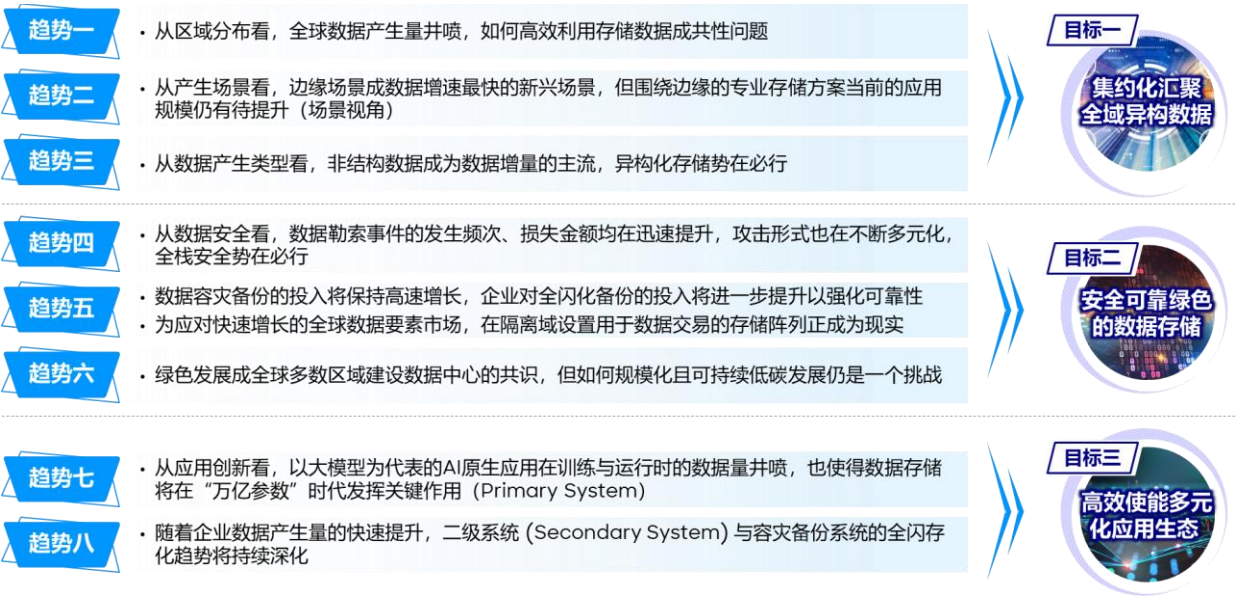 趋势一
• 从区域分布看，全球数据产生量井喷，如何高效利用存储数据成共性问题
趋势二
• 从产生场景看，边缘场景成数据增速最快的新兴场景，但围绕边缘的专业存储方案当前的应用
规模仍有待提升（场景视角）
趋势三
• 从数据产生类型看，非结构数据成为数据增量的主流，异构化存储势在必行
目标一
集约化汇聚
全域异构数据
趋势四
• 从数据安全看，数据勒索事件的发生频次、损失金额均在迅速提升，攻击形式也在不断多元化，
全栈安全势在必行
趋势五
• 数据容灾备份的投入将保持高速增长，企业对全闪化备份的投入将进一步提升以强化可靠性
• 为应对快速增长的全球数据要素市场，在隔离域设置用于数据交易的存储阵列正成为现实
趋势六
• 绿色发展成全球多数区域建设数据中心的共识，但如何规模化且可持续低碳发展仍是一个挑战
目标二
安全可靠绿色
的数据存储
趋势七
• 从应用创新看，以大模型为代表的AI原生应用在训练与运行时的数据量井喷，也使得数据存储
将在“万亿参数”时代发挥关键作用（Primary System）
趋势八
• 随着企业数据产生量的快速提升，二级系统 (Secondary System) 与容灾备份系统的全闪存
化趋势将持续深化
目标三
高效使能多元
化应用生态